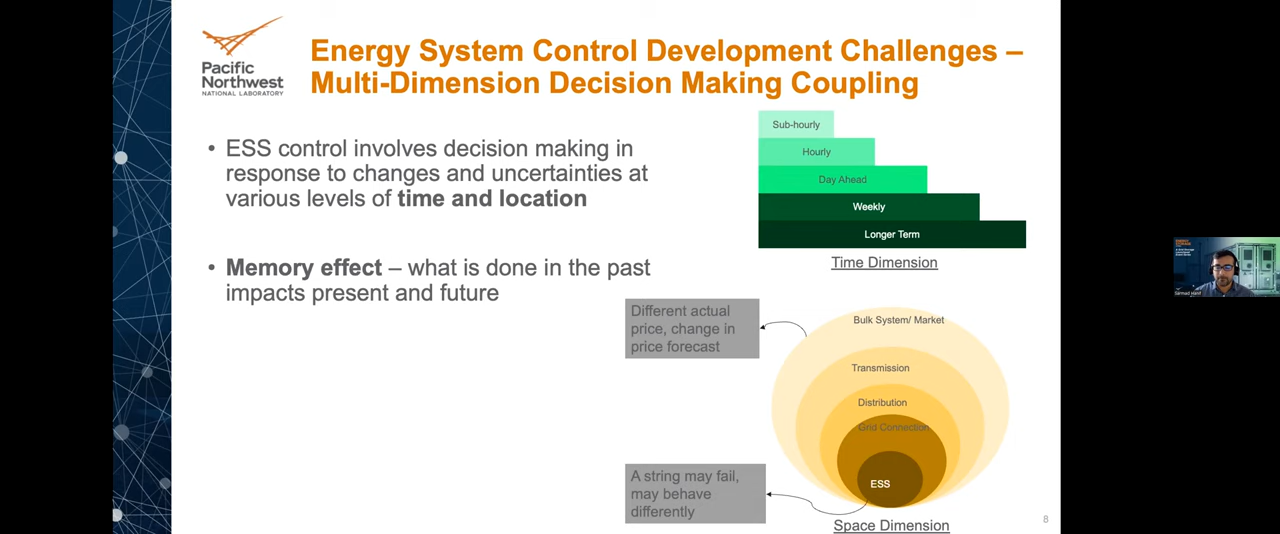 Pacific
Northwest
NATIONAL LABORATORY
Energy System Control Development Challenges –
Multi-Dimension Decision Making Coupling
• ESS control involves decision making in
response to changes and uncertainties at
various levels of time and location
• Memory effect – what is done in the past
impacts present and future
Sub-hourly
Hourly
Day Ahead
Weekly
Longer Term
Time Dimension
Different actual
price, change in
price forecast
Bulk System/ Market
Transmission
Distribution
Grid Connection
ESS
A string may fail,
may behave
differently
Space Dimension
8
Sarmad Hanif